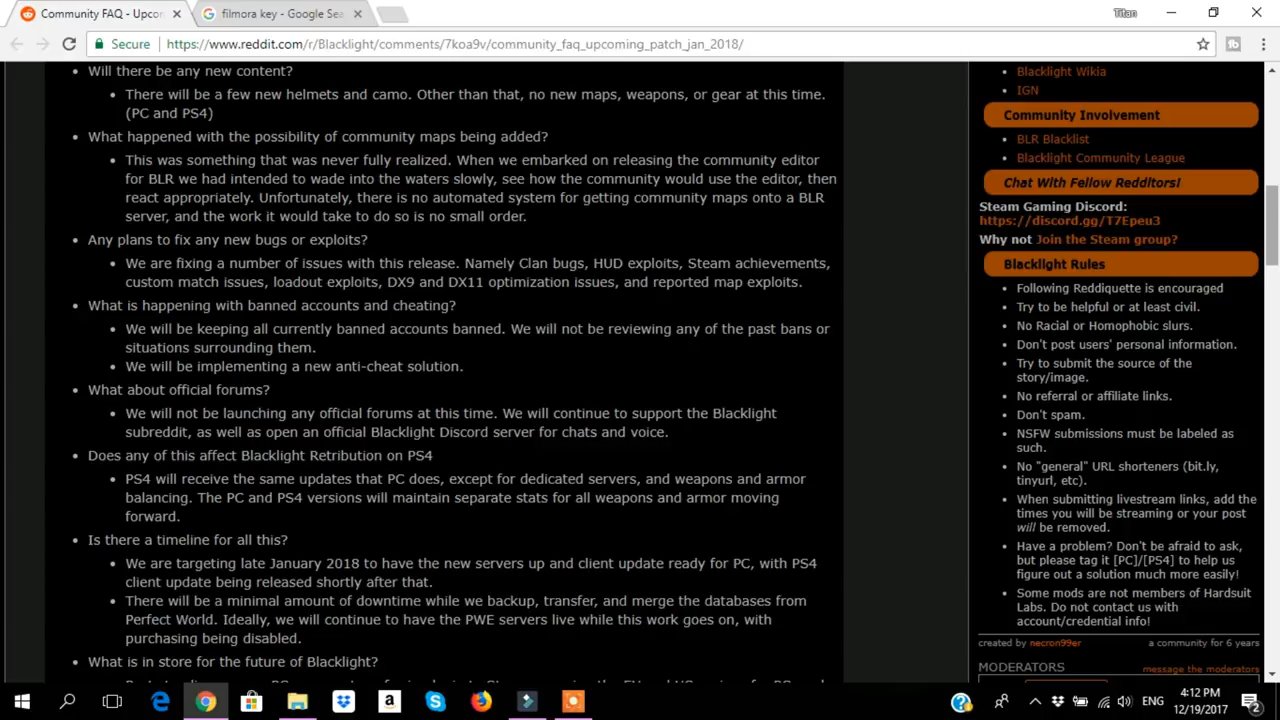 Community FAQ - Upcon
filmora key - Google Sea
Titan
Secure
https://www.reddit.com/r/Blacklight/comments/7koa9v/community_faq_upcoming_patch_jan_2018/
Will there be any new content?
There will be a few new helmets and camo. Other than that, no new maps, weapons, or gear at this time.
(PC and PS4)
What happened with the possibility of community maps being added?
This was something that was never fully realized. When we embarked on releasing the community editor
for BLR we had intended to wade into the waters slowly, see how the community would use the editor, then
react appropriately. Unfortunately, there is no automated system for getting community maps onto a BLR
server, and the work it would take to do so is no small order.
Any plans to fix any new bugs or exploits?
We are fixing a number of issues with this release. Namely Clan bugs, HUD exploits, Steam achievements,
custom match issues, loadout exploits, DX9 and DX11 optimization issues, and reported map exploits.
What is happening with banned accounts and cheating?
We will be keeping all currently banned accounts banned. We will not be reviewing any of the past bans or
situations surrounding them.
We will be implementing a new anti-cheat solution.
What about official forums?
We will not be launching any official forums at this time. We will continue to support the Blacklight
subreddit, as well as open an official Blacklight Discord server for chats and voice.
Does any of this affect Blacklight Retribution on PS4
PS4 will receive the same updates that PC does, except for dedicated servers, and weapons and armor
balancing. The PC and PS4 versions will maintain separate stats for all weapons and armor moving
forward.
Is there a timeline for all this?
We are targeting late January 2018 to have the new servers up and client update ready for PC, with PS4
client update being released shortly after that.
There will be a minimal amount of downtime while we backup, transfer, and merge the databases from
Perfect World. Ideally, we will continue to have the PWE servers live while this work goes on, with
purchasing being disabled.
What is in store for the future of Blacklight?
Blacklight Wikia
IGN
Community Involvement
BLR Blacklist
Blacklight Community League
Chat With Fellow Redditors!
Steam Gaming Discord:
https://discord.gg/T7Epeu3
Why not Join the Steam group?
Blacklight Rules
Following Reddiquette is encouraged
Try to be helpful or at least civil.
No Racial or Homophobic slurs.
Don't post users' personal information.
Try to submit the source of the
story/image.
No referral or affiliate links.
Don't spam.
NSFW submissions must be labeled as
such.
No "general" URL shorteners (bit.ly,
tinyurl, etc).
When submitting livestream links, add the
times you will be streaming or your post
will be removed.
Have a problem? Don't be afraid to ask,
but please tag it [PC]/[PS4] to help us
figure out a solution much more easily!
Some mods are not members of Hardsuit
Labs. Do not contact us with
account/credential info!
created by necron99er
a community for 6 years
MODERATORS
message the moderators
ENG
4:12 PM
12/19/2017
2